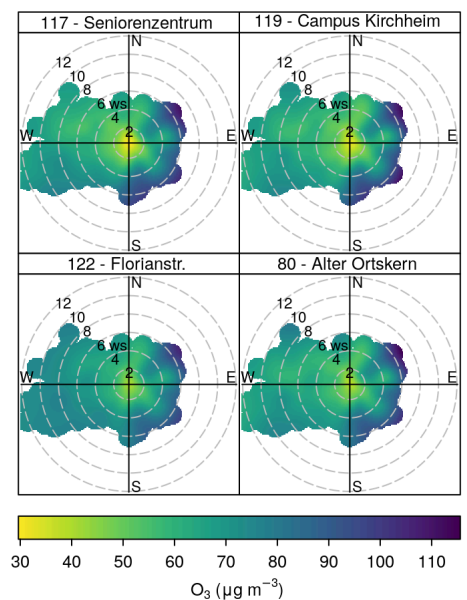 117 - Seniorenzentrum
119 - Campus Kirchheim
N
12
10
8
6 ws
4
2
W
E
S
N
12
10
8
6 ws
4
2
W
E
S
122 - Florianstr.
80 - Alter Ortskern
N
12
10
8
6 ws
4
2
W
E
S
N
12
10
8
6 ws
4
2
W
E
S
30 40 50 60 70 80 90 100 110
O₃ (μg m⁻³)